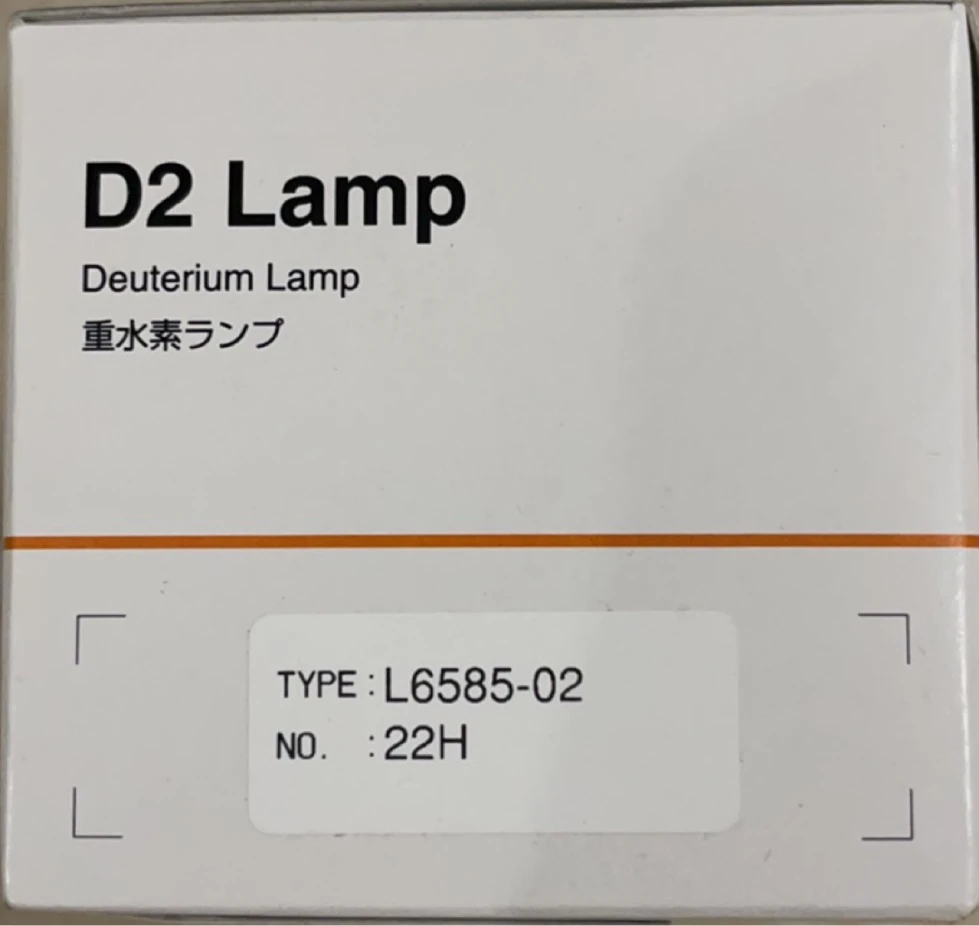 D2 Lamp
Deuterium Lamp
重水素ランプ
TYPE : L6585-02
NO. : 22H